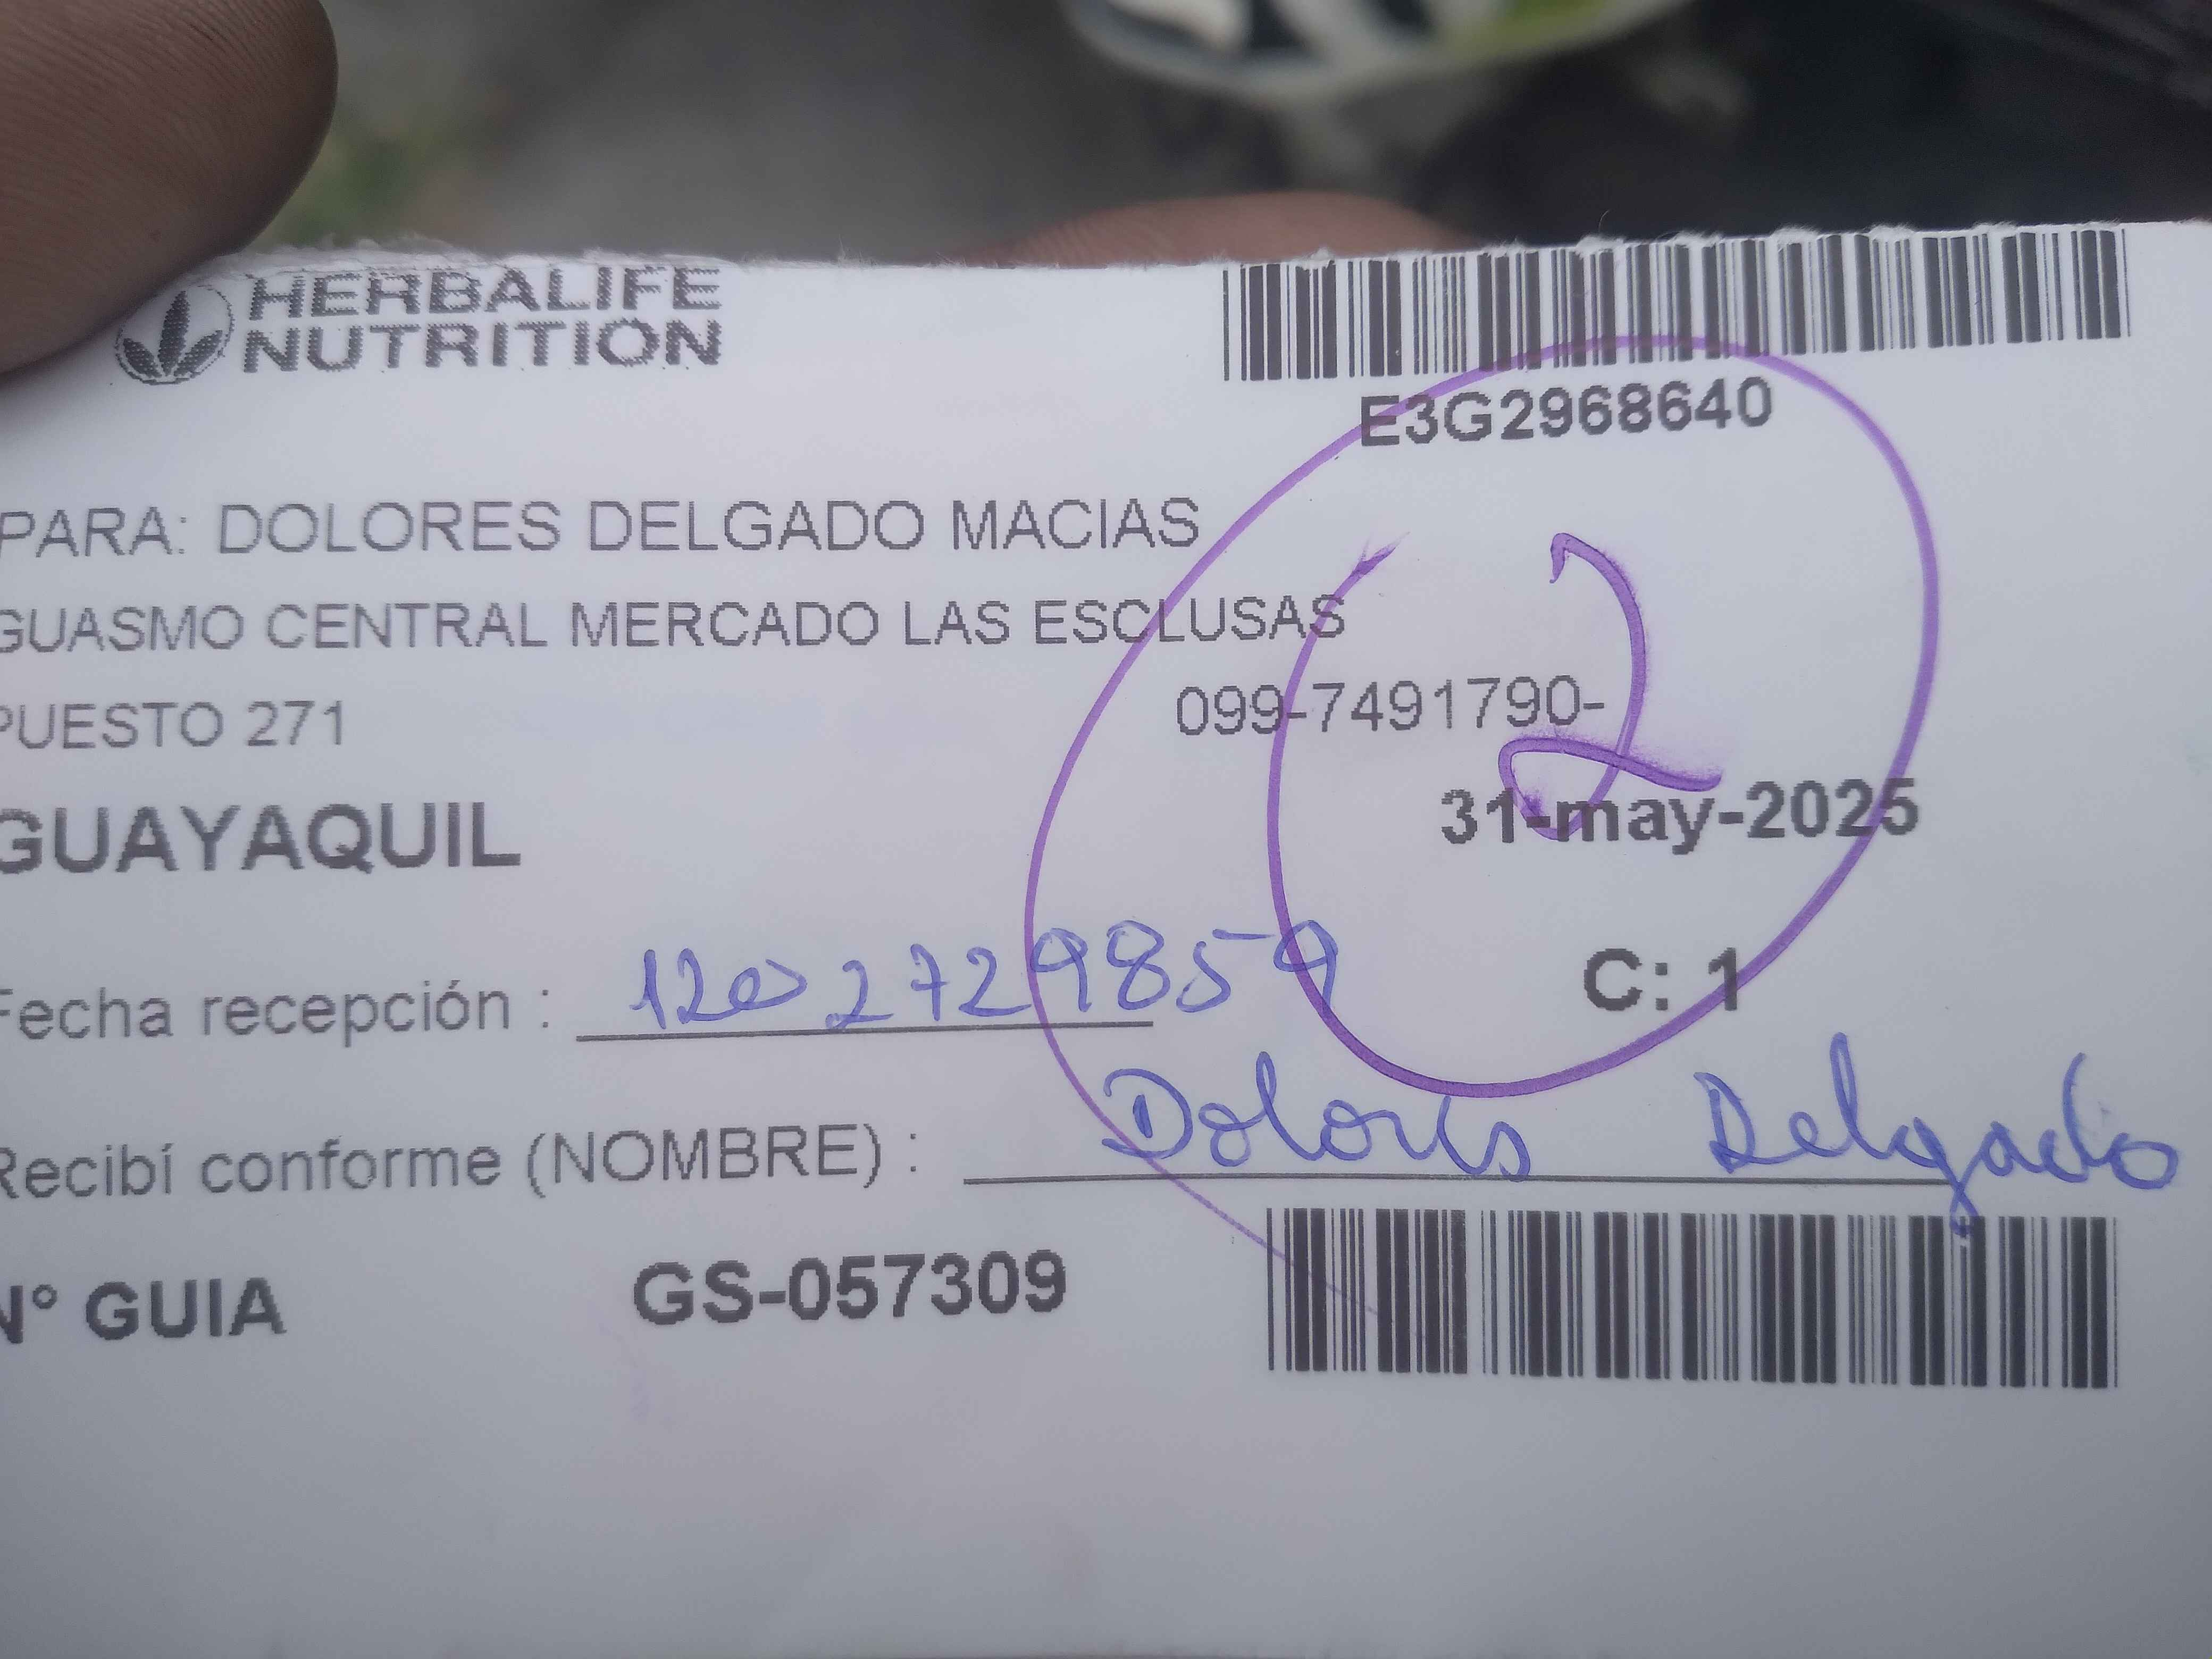 HERBALIFE
NUTRITION
E3G2968640
PARA: DOLORES DELGADO MACIAS
GUASMO CENTRAL MERCADO LAS ESCLUSAS
PUESTO 271
099-7491790-
2
GUAYAQUIL
31-may-2025
Fecha recepción : 1202729859
C: 1
Recibí conforme (NOMBRE) : Dolores Delgado
N° GUIA GS-057309